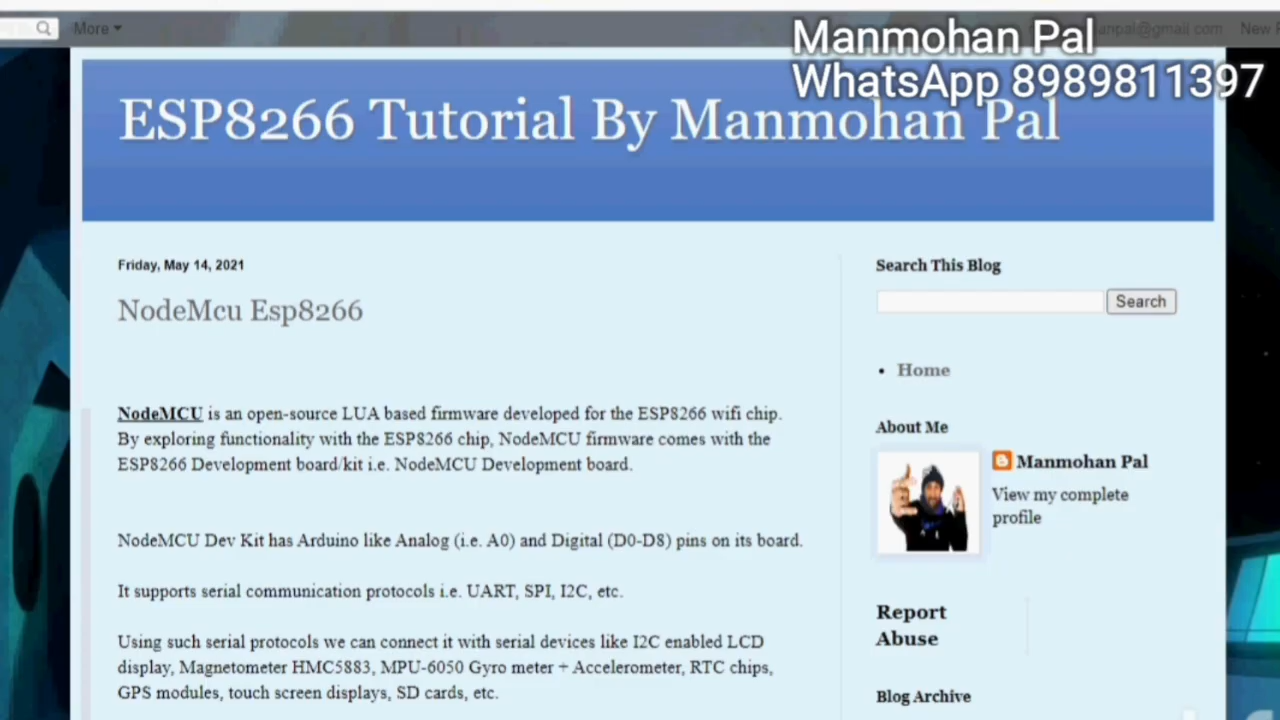 More
anpal@gmail.com New
Manmohan Pal
WhatsApp 8989811397
ESP8266 Tutorial By Manmohan Pal
Friday, May 14, 2021
NodeMcu Esp8266
NodeMCU is an open-source LUA based firmware developed for the ESP8266 wifi chip.
By exploring functionality with the ESP8266 chip, NodeMCU firmware comes with the
ESP8266 Development board/kit i.e. NodeMCU Development board.
NodeMCU Dev Kit has Arduino like Analog (i.e. A0) and Digital (D0-D8) pins on its board.
It supports serial communication protocols i.e. UART, SPI, I2C, etc.
Using such serial protocols we can connect it with serial devices like I2C enabled LCD
display, Magnetometer HMC5883, MPU-6050 Gyro meter + Accelerometer, RTC chips,
GPS modules, touch screen displays, SD cards, etc.
Search This Blog
Search
Home
About Me
Manmohan Pal
View my complete
profile
Report
Abuse
Blog Archive